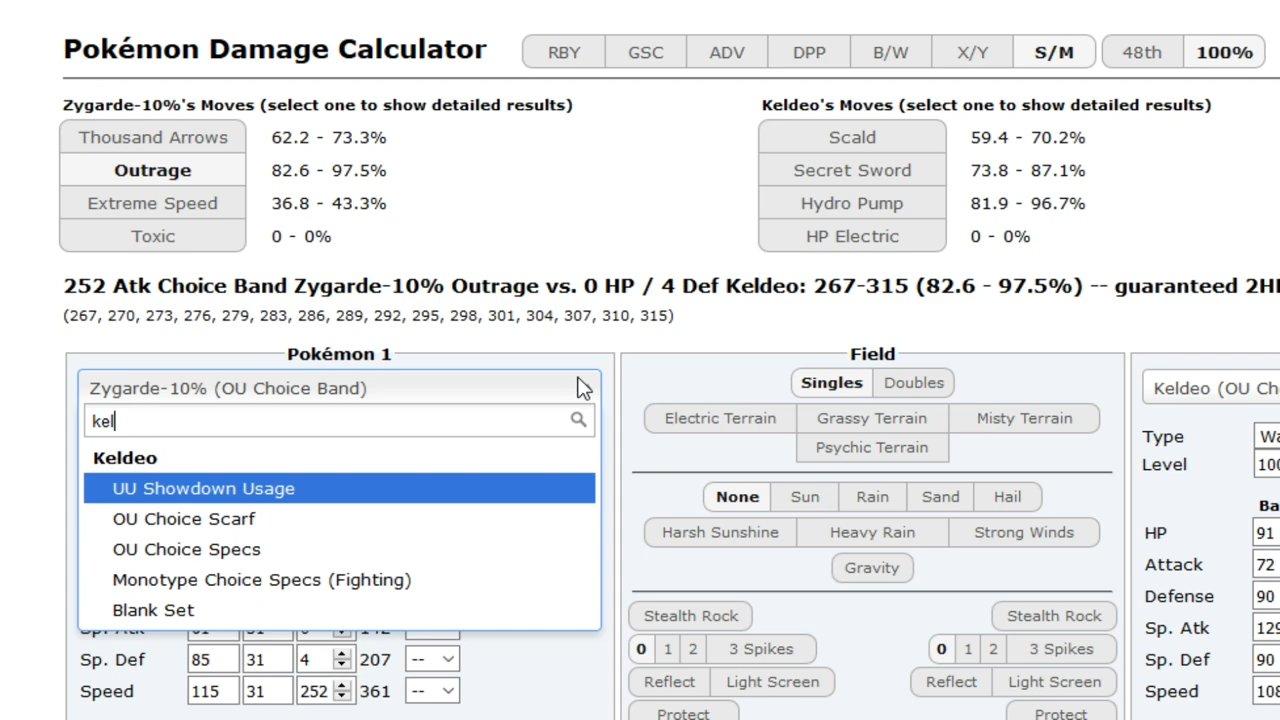 Pokémon Damage Calculator RBY GSC ADV DPP B/W X/Y S/M 48th 100%
Zygarde-10%'s Moves (select one to show detailed results)
Thousand Arrows 62.2 - 73.3%
Outrage 82.6 - 97.5%
Extreme Speed 36.8 - 43.3%
Toxic 0 - 0%
Keldeo's Moves (select one to show detailed results)
Scald 59.4 - 70.2%
Secret Sword 73.8 - 87.1%
Hydro Pump 81.9 - 96.7%
HP Electric 0 - 0%
252 Atk Choice Band Zygarde-10% Outrage vs. 0 HP / 4 Def Keldeo: 267-315 (82.6 - 97.5%) -- guaranteed 2H
(267, 270, 273, 276, 279, 283, 286, 289, 292, 295, 298, 301, 304, 307, 310, 315)
Pokémon 1
Zygarde-10% (OU Choice Band)
kel
Keldeo
UU Showdown Usage
OU Choice Scarf
OU Choice Specs
Monotype Choice Specs (Fighting)
Blank Set
Sp. Def 85 31 4 207 --
Speed 115 31 252 361 --
Field
Singles Doubles
Electric Terrain Grassy Terrain Misty Terrain
Psychic Terrain
None Sun Rain Sand Hail
Harsh Sunshine Heavy Rain Strong Winds
Gravity
Stealth Rock Stealth Rock
0 1 2 3 Spikes 0 1 2 3 Spikes
Reflect Light Screen Reflect Light Screen
Protect Protect
Keldeo (OU Cho
Type Wa
Level 100
Ba
HP 91
Attack 72
Defense 90
Sp. Atk 129
Sp. Def 90
Speed 108